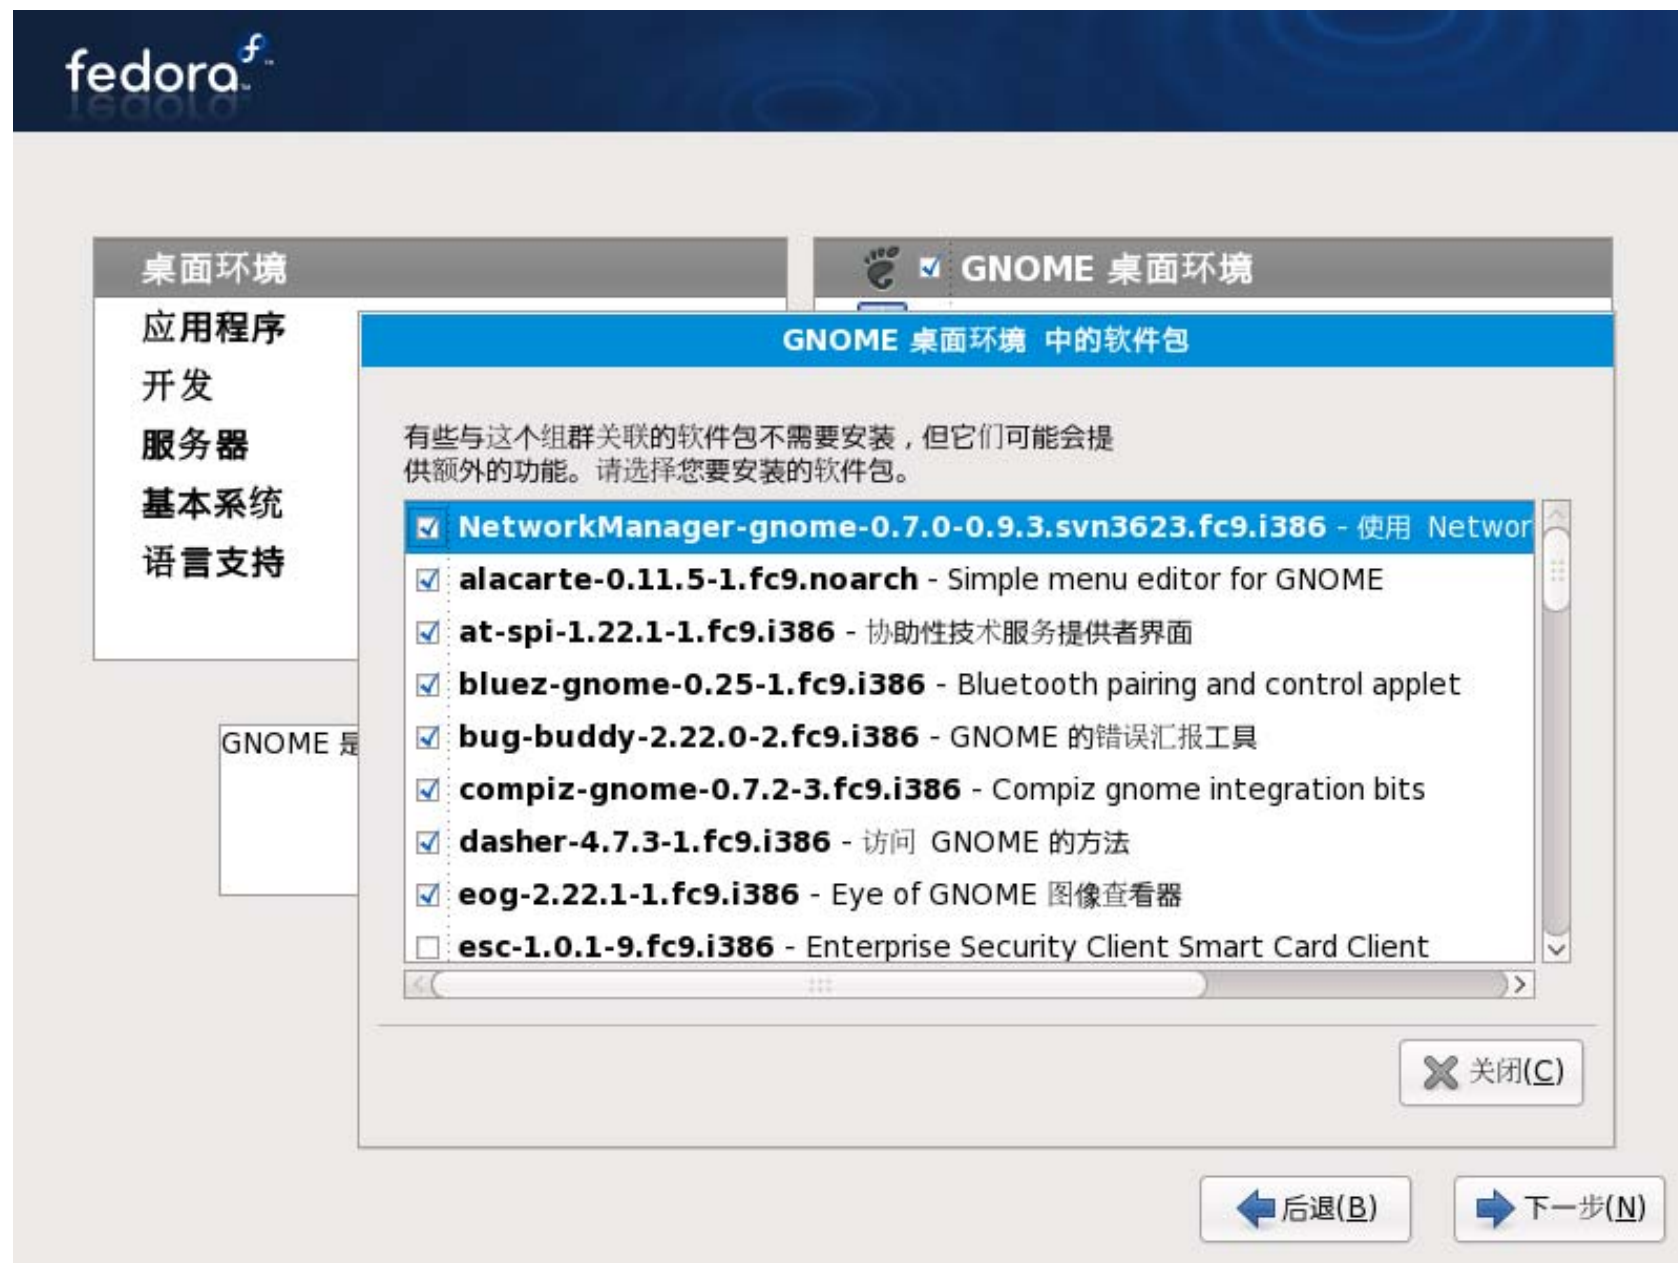 fedora
桌面环境
应用程序
开发
服务器
基本系统
语言支持
GNOME 桌面环境
GNOME 桌面环境 中的软件包
有些与这个组群关联的软件包不需要安装，但它们可能会提
供额外的功能。请选择您要安装的软件包。
NetworkManager-gnome-0.7.0-0.9.3.svn3623.fc9.i386 - 使用 Networ
alacarte-0.11.5-1.fc9.noarch - Simple menu editor for GNOME
at-spi-1.22.1-1.fc9.i386 - 协助性技术服务提供者界面
bluez-gnome-0.25-1.fc9.i386 - Bluetooth pairing and control applet
bug-buddy-2.22.0-2.fc9.i386 - GNOME 的错误汇报工具
compiz-gnome-0.7.2-3.fc9.i386 - Compiz gnome integration bits
dasher-4.7.3-1.fc9.i386 - 访问 GNOME 的方法
eog-2.22.1-1.fc9.i386 - Eye of GNOME 图像查看器
esc-1.0.1-9.fc9.i386 - Enterprise Security Client Smart Card Client
GNOME 是
关闭(C)
后退(B)
下一步(N)